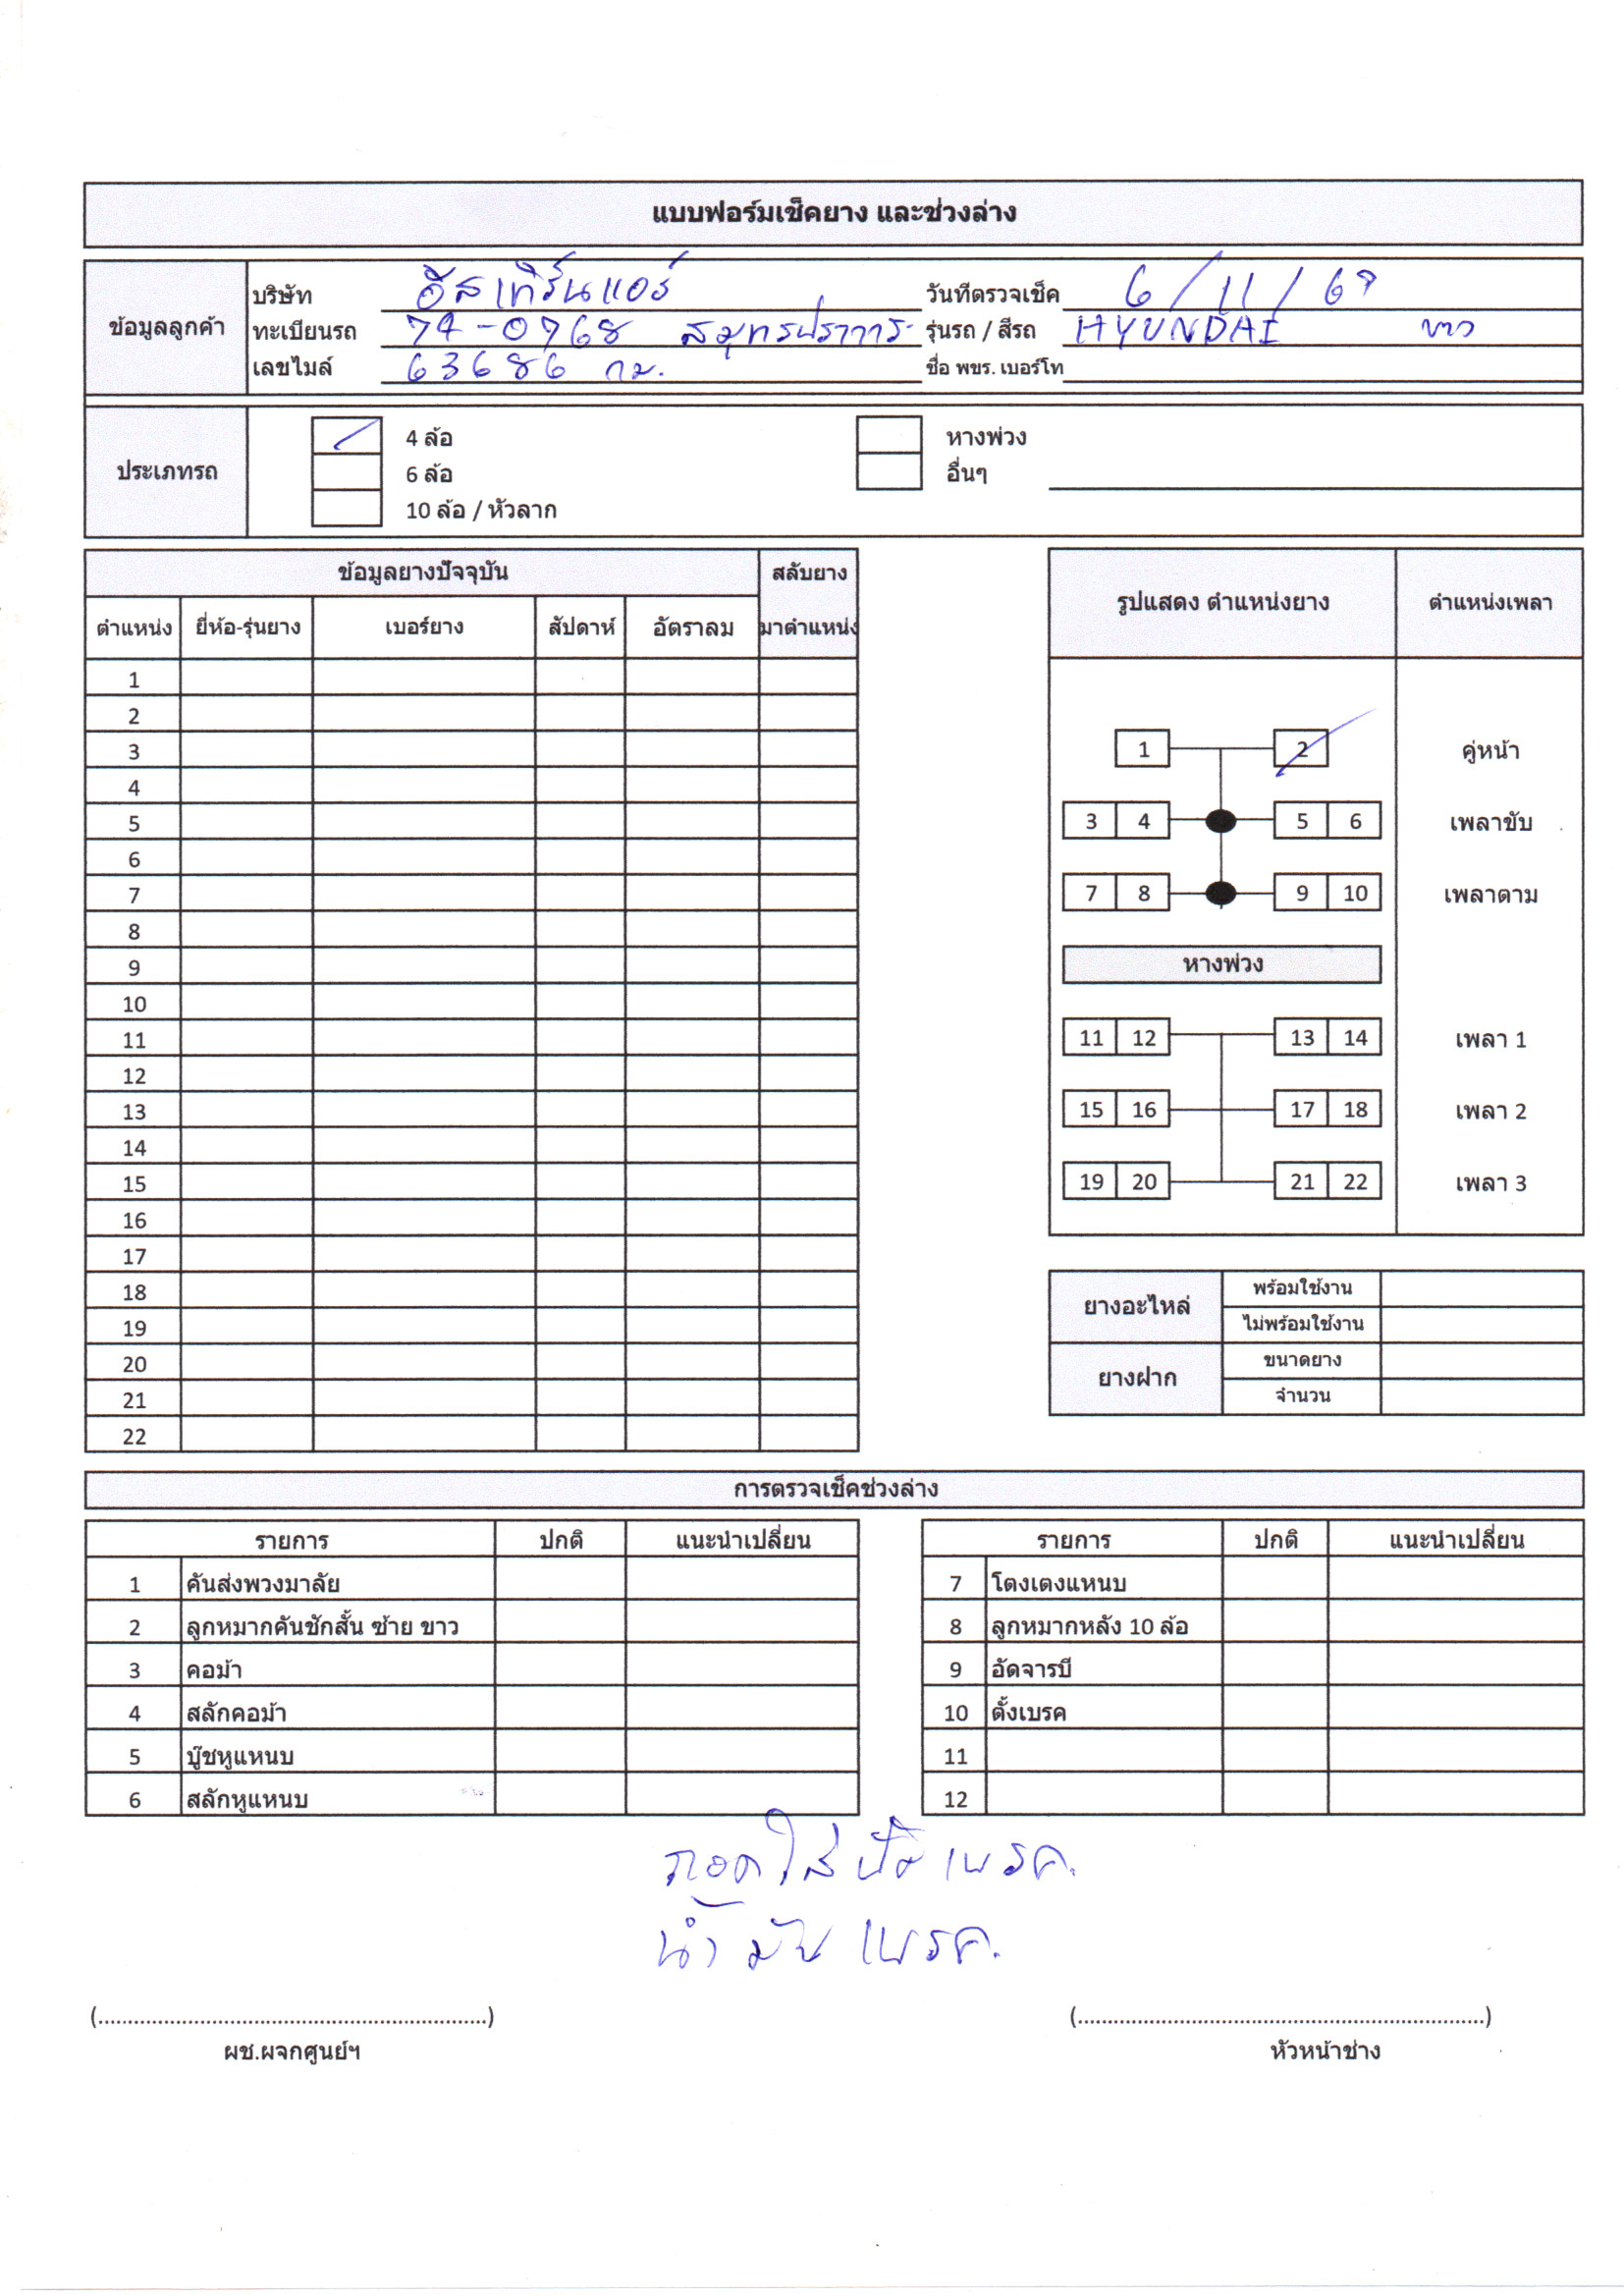 แบบฟอร์มเช็คยาง และช่วงล่าง
ข้อมูลลูกค้า
บริษัท อีสเทิร์นแอร์ วันที่ตรวจเช็ค 6/11/67
ทะเบียนรถ 74-0768 สมุทรปราการ รุ่นรถ / สีรถ HYUNDAI ขาว
เลขไมล์ 63686 กม. ชื่อ พขร. เบอร์โท
ประเภทรถ
4 ล้อ หางพ่วง
6 ล้อ อื่นๆ
10 ล้อ / หัวลาก
ข้อมูลยางปัจจุบัน สลับยาง
ตำแหน่ง ยี่ห้อ-รุ่นยาง เบอร์ยาง สัปดาห์ อัตราลม มาตำแหน่ง
1
2
3
4
5
6
7
8
9
10
11
12
13
14
15
16
17
18
19
20
21
22
รูปแสดง ตำแหน่งยาง ตำแหน่งเพลา
1 2 คู่หน้า
3 4 5 6 เพลาขับ
7 8 9 10 เพลาตาม
หางพ่วง
11 12 13 14 เพลา 1
15 16 17 18 เพลา 2
19 20 21 22 เพลา 3
ยางอะไหล่ พร้อมใช้งาน
ไม่พร้อมใช้งาน
ยางฝาก ขนาดยาง
จำนวน
การตรวจเช็คช่วงล่าง
รายการ ปกติ แนะนำเปลี่ยน รายการ ปกติ แนะนำเปลี่ยน
1 คันส่งพวงมาลัย 7 โตงเตงแหนบ
2 ลูกหมากคันชักสั้น ซ้าย ขาว 8 ลูกหมากหลัง 10 ล้อ
3 คอม้า 9 อัดจารบี
4 สลักคอม้า 10 ตั้งเบรค
5 บู๊ชหูแหนบ 11
6 สลักหูแหนบ 12
ถอดใส่ปั๊มเบรค.
น้ำมันเบรค.
(..................................................................) (.....................................................................)
ผช.ผจกศูนย์ฯ หัวหน้าช่าง